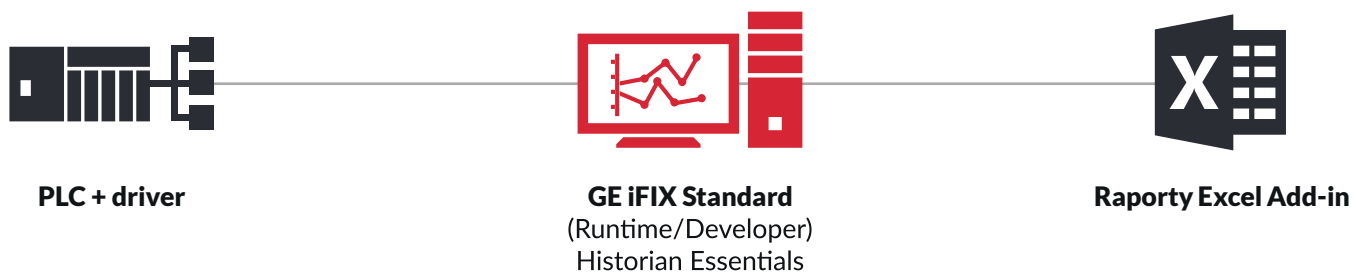 X
PLC + driver
GE iFIX Standard
(Runtime/Developer)
Historian Essentials
Raporty Excel Add-in